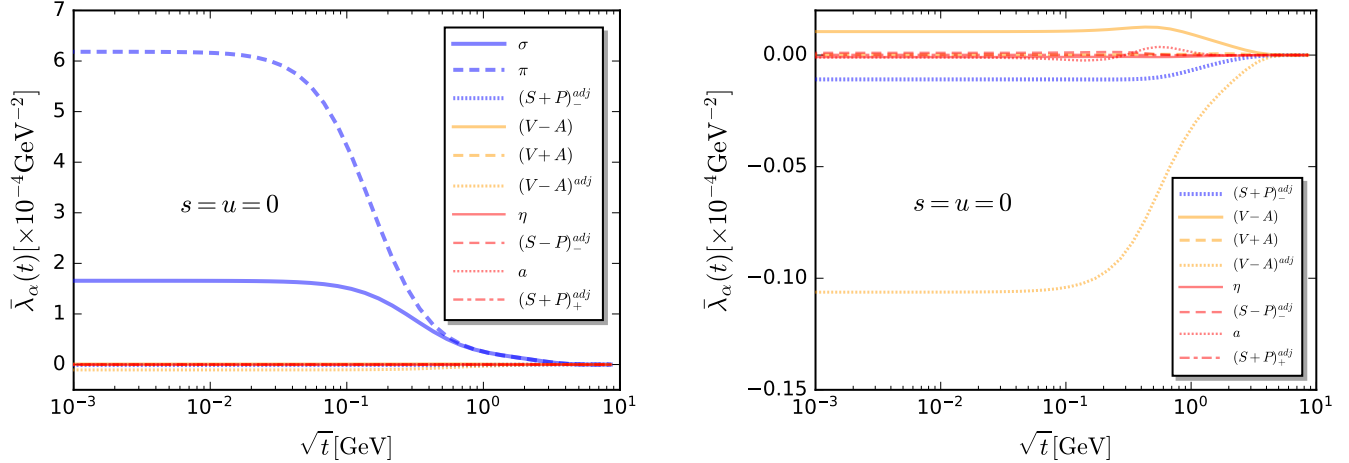 7
6
5
4
3
2
1
0
λ̄_α(t)[×10⁻⁴GeV⁻²]
s=u=0
σ
π
(S+P)₋^{adj}
(V−A)
(V+A)
(V−A)^{adj}
η
(S−P)₋^{adj}
a
(S+P)₊^{adj}
10⁻³ 10⁻² 10⁻¹ 10⁰ 10¹
√t[GeV]
0.00
−0.05
−0.10
−0.15
λ̄_α(t)[×10⁻⁴GeV⁻²]
s=u=0
(S+P)₋^{adj}
(V−A)
(V+A)
(V−A)^{adj}
η
(S−P)₋^{adj}
a
(S+P)₊^{adj}
10⁻³ 10⁻² 10⁻¹ 10⁰ 10¹
√t[GeV]